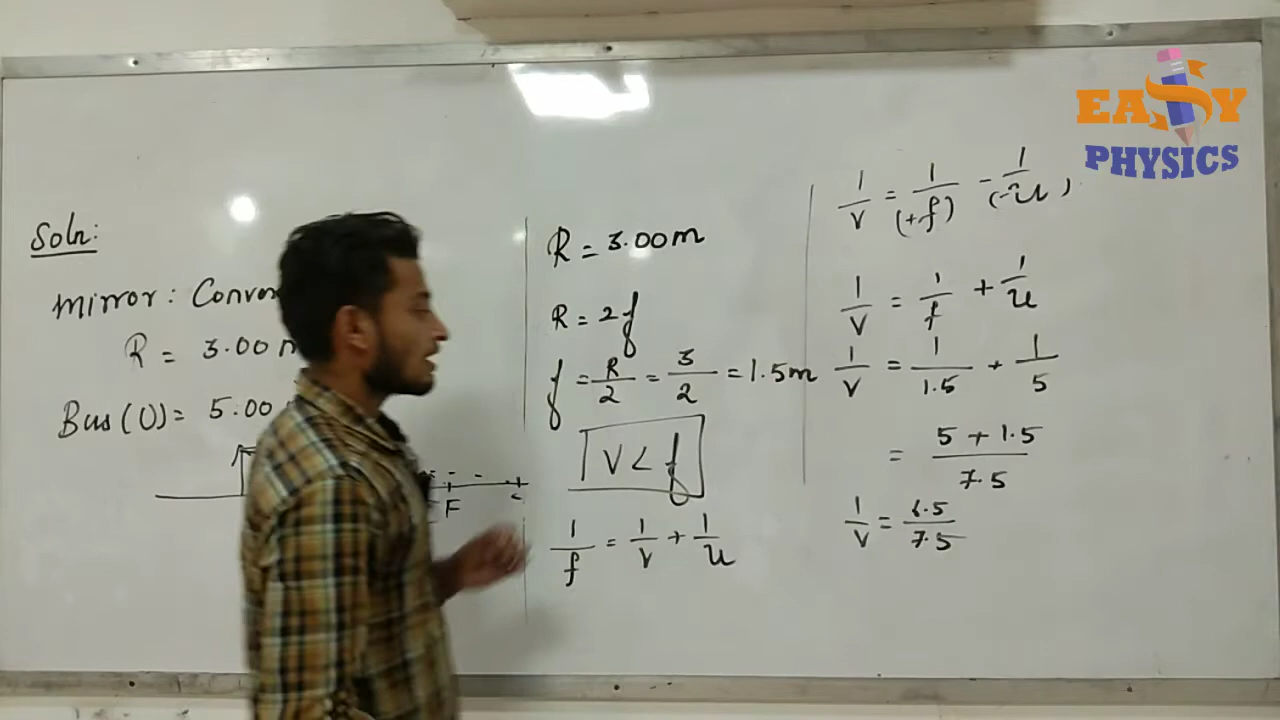 Soln:
Mirror: Conve
R = 3.00
Bus (U) = 5.00
F C
R = 3.00m
R = 2f
f = R/2 = 3/2 = 1.5m
V < f
1/f = 1/v + 1/u
1/v = 1/(+f) - 1/(-u)
1/v = 1/f + 1/u
1/v = 1/1.5 + 1/5
= 5 + 1.5 / 7.5
1/v = 6.5/7.5
EASY
PHYSICS